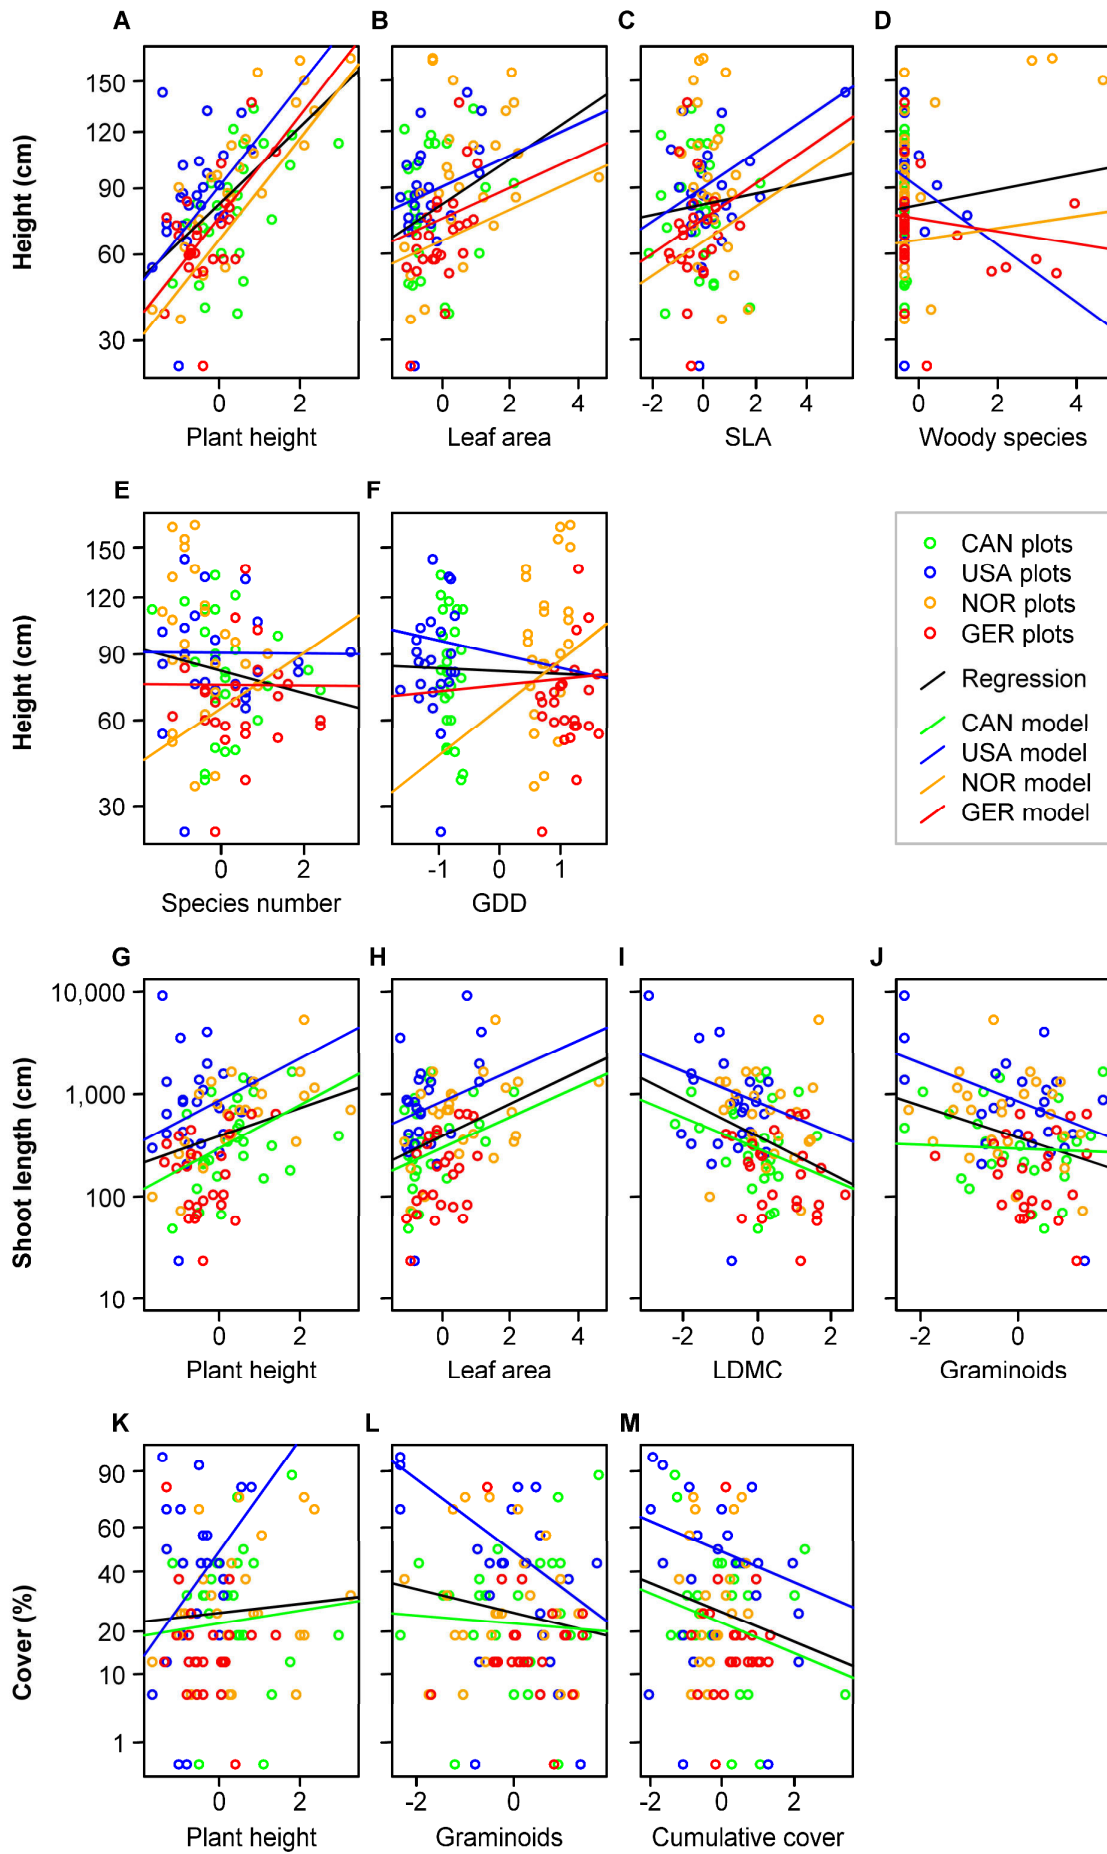 A B C D
Height (cm)
150
120
90
60
30
0 2
0 2 4
-2 0 2 4
0 2 4
Plant height Leaf area SLA Woody species
E F
Height (cm)
150
120
90
60
30
0 2
-1 0 1
Species number GDD
CAN plots
USA plots
NOR plots
GER plots
Regression
CAN model
USA model
NOR model
GER model
G H I J
Shoot length (cm)
10,000
1,000
100
10
0 2
0 2 4
-2 0 2
-2 0
Plant height Leaf area LDMC Graminoids
K L M
Cover (%)
90
60
40
20
10
1
0 2
-2 0
-2 0 2
Plant height Graminoids Cumulative cover